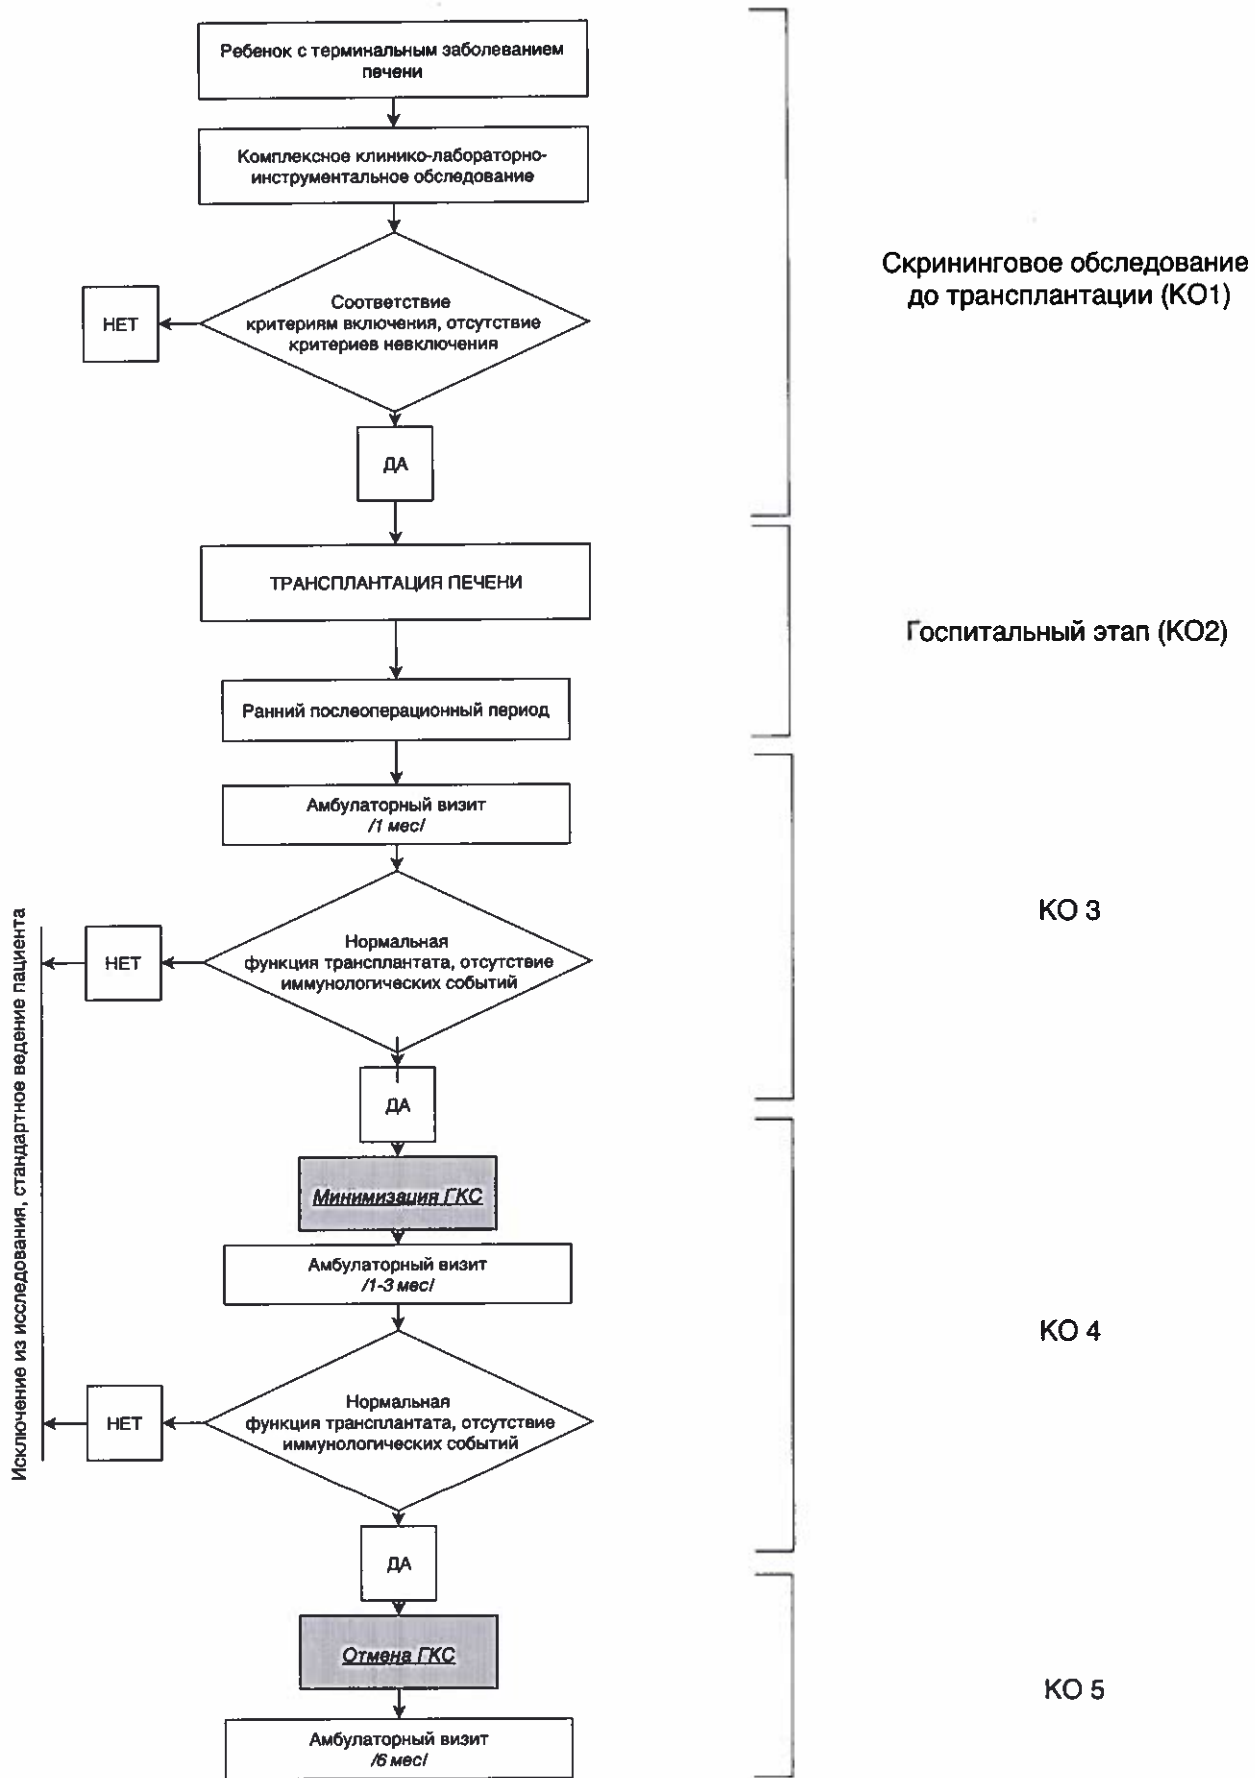 Ребенок с терминальным заболеванием
печени
Комплексное клинико-лабораторно-
инструментальное обследование
Соответствие
критериям включения, отсутствие
критериев невключения
НЕТ
ДА
Скрининговое обследование
до трансплантации (КО1)
ТРАНСПЛАНТАЦИЯ ПЕЧЕНИ
Ранний послеоперационный период
Госпитальный этап (КО2)
Амбулаторный визит
/1 мес/
Нормальная
функция трансплантата, отсутствие
иммунологических событий
НЕТ
ДА
КО 3
Исключение из исследования, стандартное ведение пациента
Минимизация ГКС
Амбулаторный визит
/1-3 мес/
Нормальная
функция трансплантата, отсутствие
иммунологических событий
НЕТ
ДА
КО 4
Отмена ГКС
Амбулаторный визит
/6 мес/
КО 5